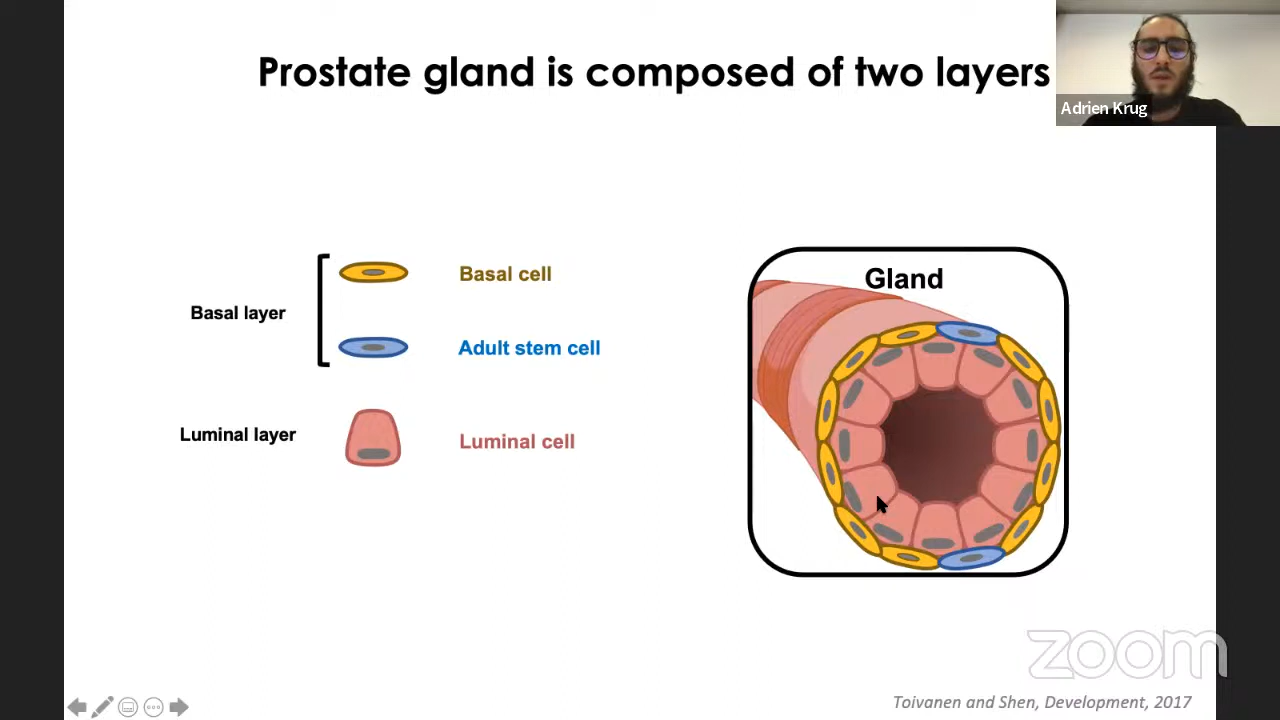 Prostate gland is composed of two layers
Adrien Krug
Gland
Basal cell
Basal layer
Adult stem cell
Luminal layer
Luminal cell
zoom
Toivanen and Shen, Development, 2017